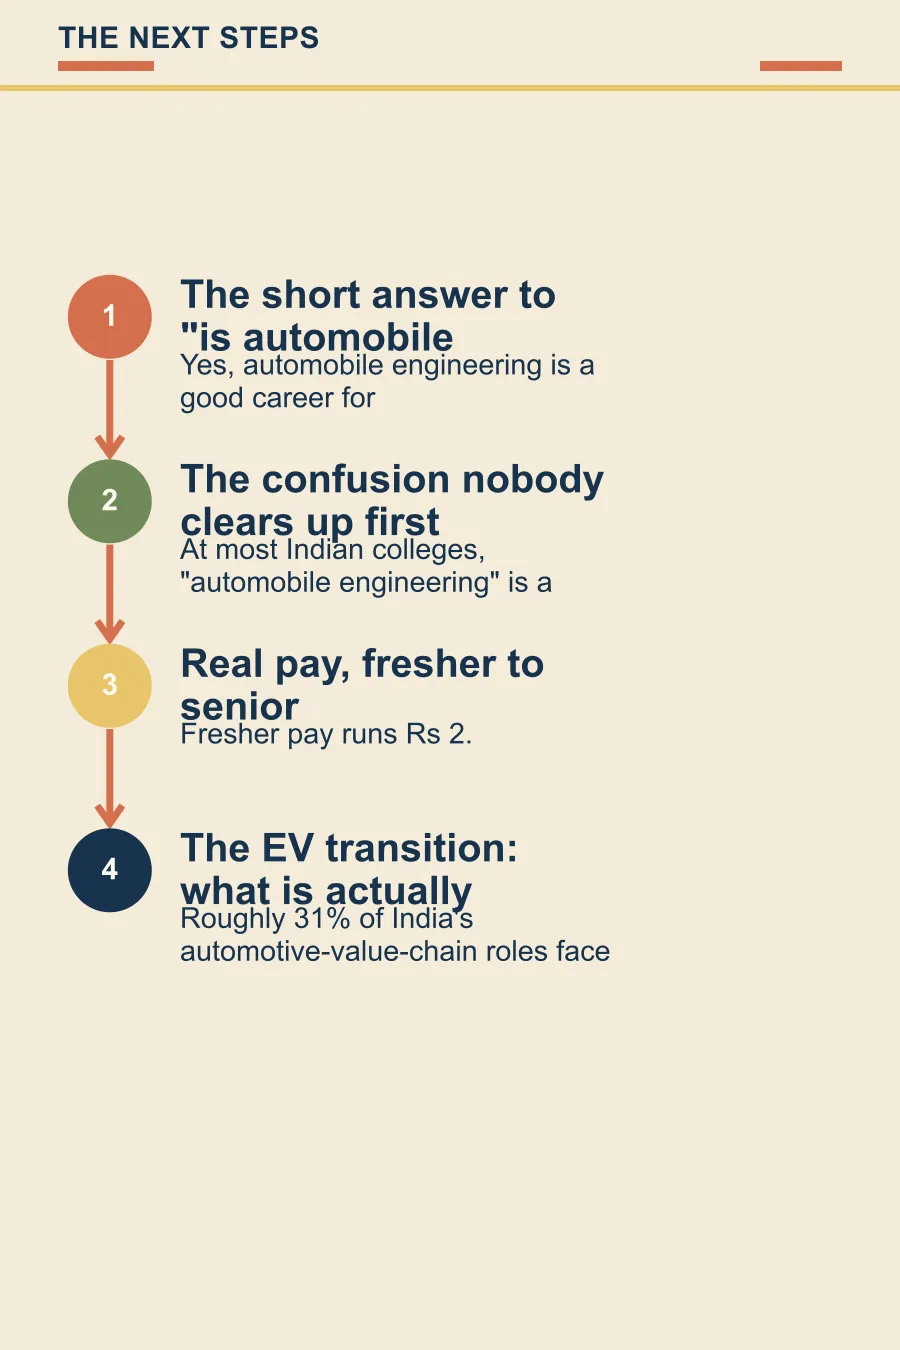 THE NEXT STEPS
1
The short answer to
"is automobile
Yes, automobile engineering is a
good career for
2
The confusion nobody
clears up first
At most Indian colleges,
"automobile engineering" is a
3
Real pay, fresher to
senior
Fresher pay runs Rs 2.
4
The EV transition:
what is actually
Roughly 31% of India's
automotive-value-chain roles face